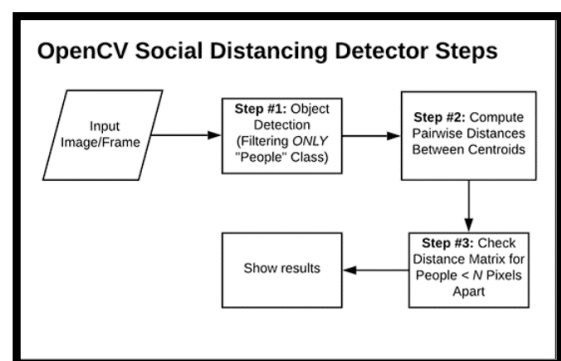 OpenCV Social Distancing Detector Steps
Input
Image/Frame
Step #1: Object
Detection
(Filtering ONLY
"People" Class)
Step #2: Compute
Pairwise Distances
Between Centroids
Step #3: Check
Distance Matrix for
People < N Pixels
Apart
Show results